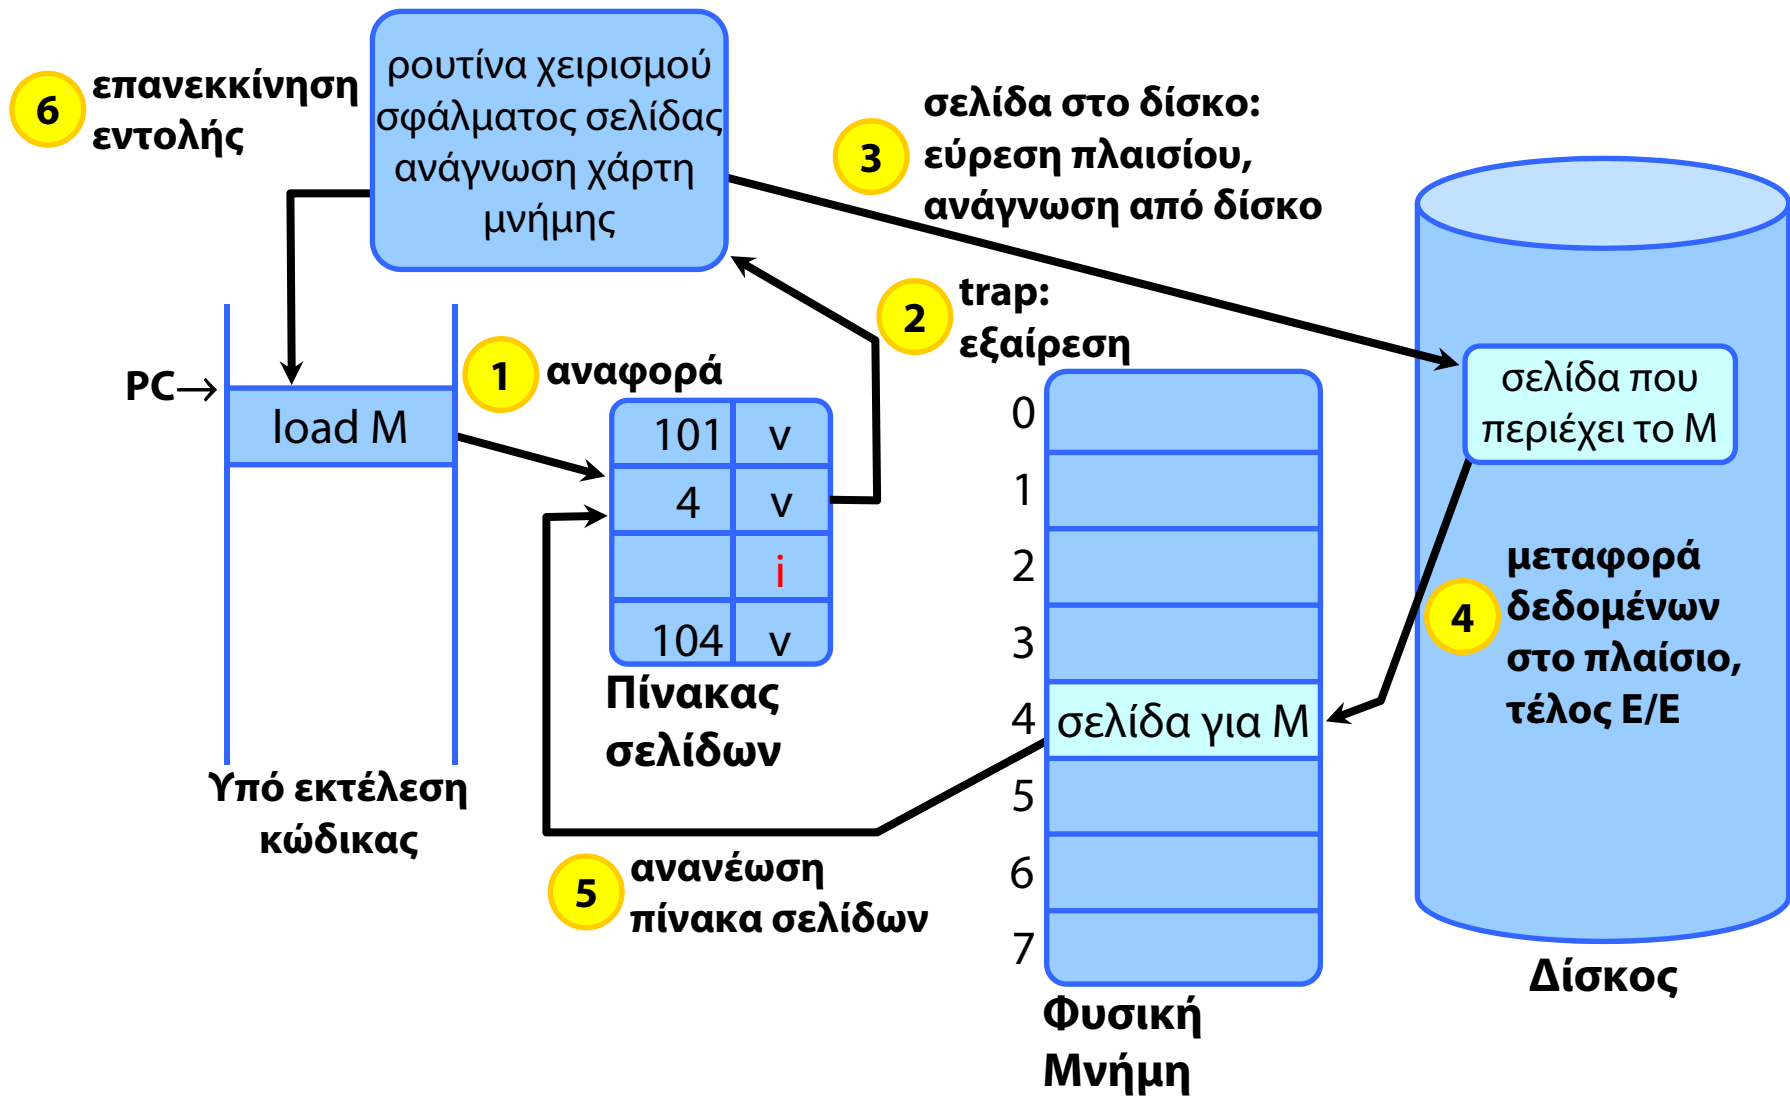 6
επανεκκίνηση
εντολής
ρουτίνα χειρισμού
σφάλματος σελίδας
ανάγνωση χάρτη
μνήμης
3
σελίδα στο δίσκο:
εύρεση πλαισίου,
ανάγνωση από δίσκο
2
trap:
εξαίρεση
1
αναφορά
PC→
load M
101 v
4 v
i
104 v
Πίνακας
σελίδων
Υπό εκτέλεση
κώδικας
0
1
2
3
4 σελίδα για M
5
6
7
Φυσική
Μνήμη
σελίδα που
περιέχει το M
4
μεταφορά
δεδομένων
στο πλαίσιο,
τέλος Ε/Ε
Δίσκος
5
ανανέωση
πίνακα σελίδων